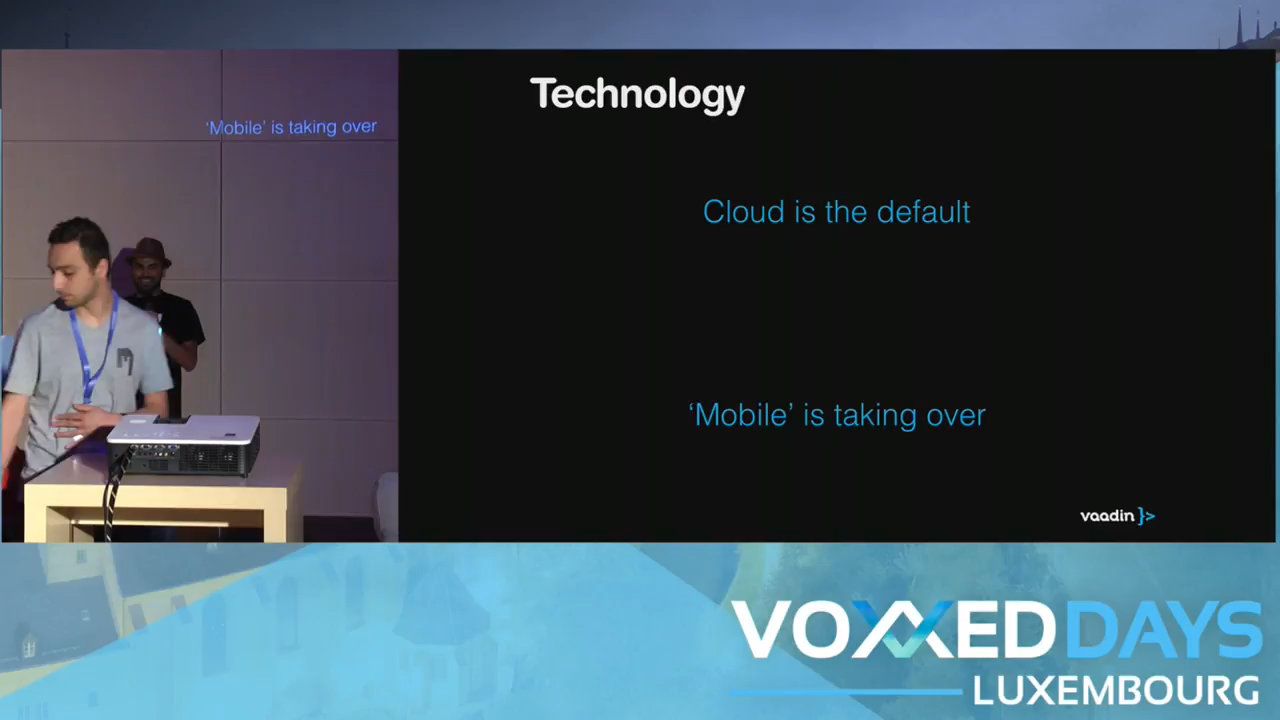 'Mobile' is taking over
Technology
Cloud is the default
'Mobile' is taking over
vaadin }>
M
VOXXED DAYS
LUXEMBOURG